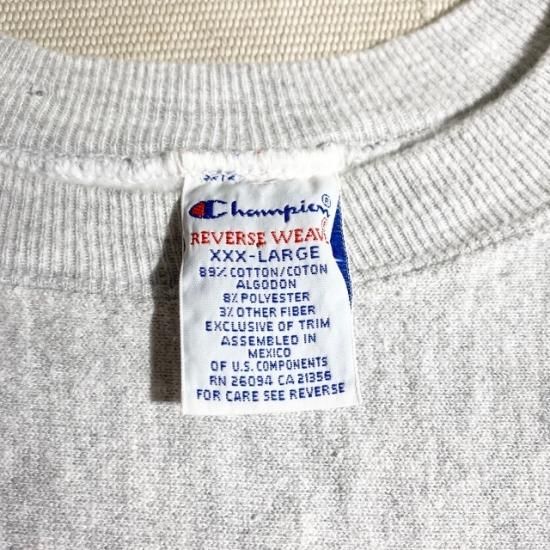 Champion®
REVERSE WEAVE®
XXX-LARGE
89% COTTON/COTON
ALGODON
8% POLYESTER
3% OTHER FIBER
EXCLUSIVE OF TRIM
ASSEMBLED IN
MEXICO
OF U.S. COMPONENTS
RN 26094 CA 21356
FOR CARE SEE REVERSE